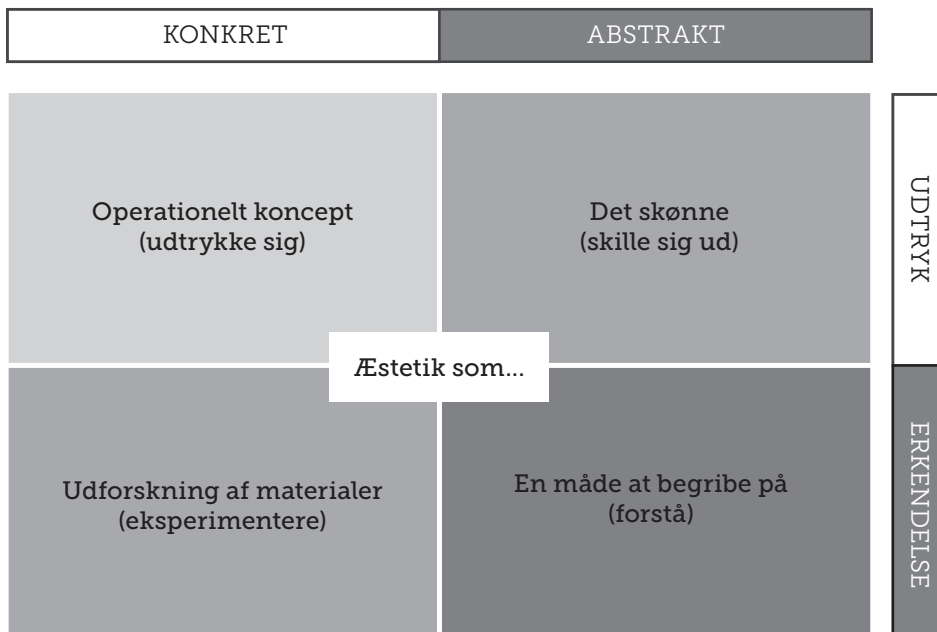 KONKRET
ABSTRAKT
Operationelt koncept
(udtrykke sig)
Det skønne
(skille sig ud)
UDTRYK
Æstetik som...
Udforskning af materialer
(eksperimentere)
En måde at begribe på
(forstå)
ERKENDELSE